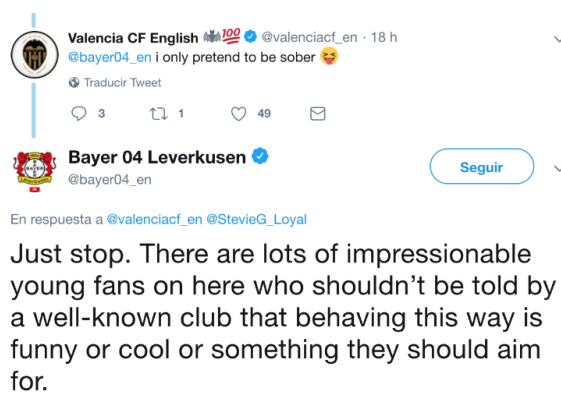 Valencia CF English 🦇💯 @valenciacf_en · 18 h
@bayer04_en i only pretend to be sober 😝
Traducir Tweet
3 1 49
Bayer 04 Leverkusen
@bayer04_en
Seguir
En respuesta a @valenciacf_en @StevieG_Loyal
Just stop. There are lots of impressionable
young fans on here who shouldn’t be told by
a well-known club that behaving this way is
funny or cool or something they should aim
for.